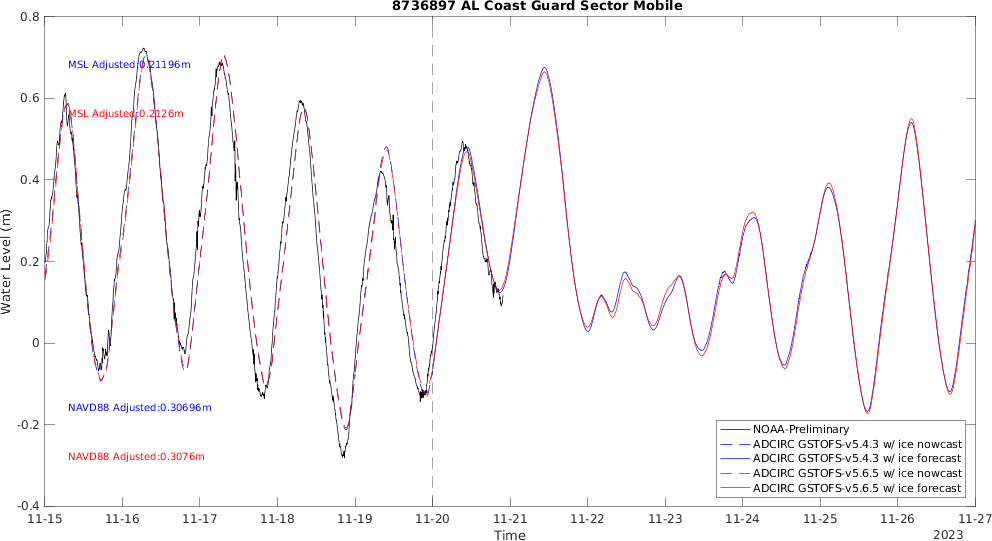 8736897 AL Coast Guard Sector Mobile
0.8
0.6
0.4
0.2
0
-0.2
-0.4
Water Level (m)
MSL Adjusted:0.21196m
MSL Adjusted:0.2126m
NAVD88 Adjusted:0.30696m
NAVD88 Adjusted:0.3076m
NOAA-Preliminary
ADCIRC GSTOFS-v5.4.3 w/ ice nowcast
ADCIRC GSTOFS-v5.4.3 w/ ice forecast
ADCIRC GSTOFS-v5.6.5 w/ ice nowcast
ADCIRC GSTOFS-v5.6.5 w/ ice forecast
11-15 11-16 11-17 11-18 11-19 11-20 11-21 11-22 11-23 11-24 11-25 11-26 11-27
Time
2023